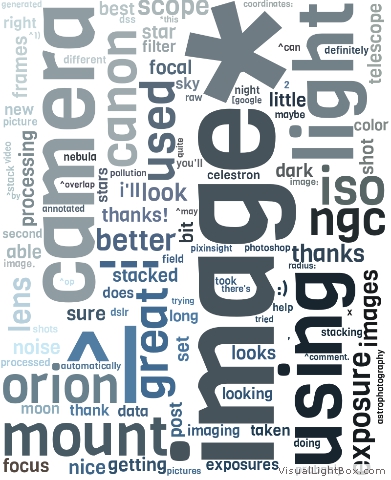 generated
best
scope
coordinates:
telescope
right
^1)
camera
dss
^this
star
filter
^can
definitely
frames
different
canon
focal
light
sky
raw
night
[google
2
little
maybe
new
picture
used
*
color
shot
video
^stack
^by
processing
nebula
^overlap
stars
pollution
quite
you'll
celestron
dark
image:
iso
annotated
i'll
look
ngc
thanks!
^may
bit
second
able
image.
better
pixinsight
photoshop
thanks
field
radius:
^op
||
stacked
took
there's
:)
images
lens
does
great
trying
image
using
x
sure
dslr
long
help
tried
shots
stacking
noise
^
|
set
looks
^comment.
processed
automatically
exposure
astrophotography
orion
looking
moon
thank
data
post
mount
imaging
taken
doing
focus
nice
getting
pictures
exposures
VisualLightBox.com